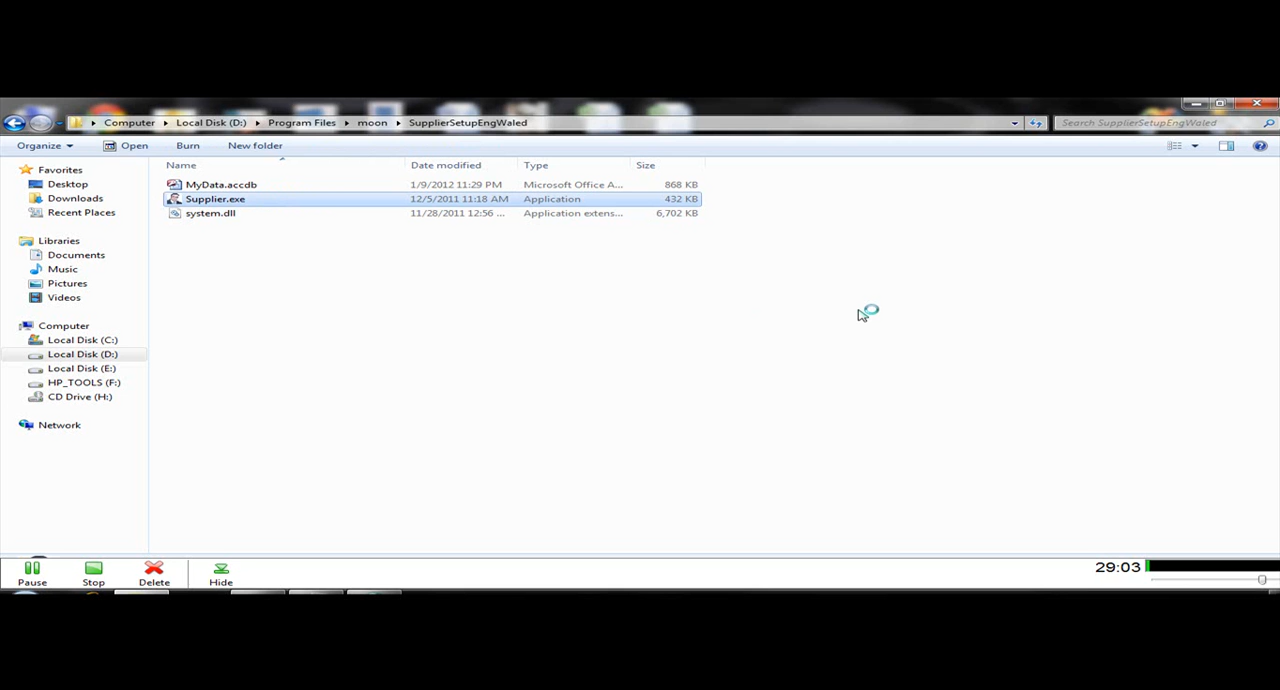 Computer Local Disk (D:) Program Files moon SupplierSetupEngWaled Search SupplierSetupEngWaled
Organize Open Burn New folder
Name Date modified Type Size
Favorites
Desktop
Downloads
Recent Places
Libraries
Documents
Music
Pictures
Videos
Computer
Local Disk (C:)
Local Disk (D:)
Local Disk (E:)
HP_TOOLS (F:)
CD Drive (H:)
Network
MyData.accdb 1/9/2012 11:29 PM Microsoft Office A... 868 KB
Supplier.exe 12/5/2011 11:18 AM Application 432 KB
system.dll 11/28/2011 12:56 ... Application extens... 6,702 KB
Pause Stop Delete Hide
29:03